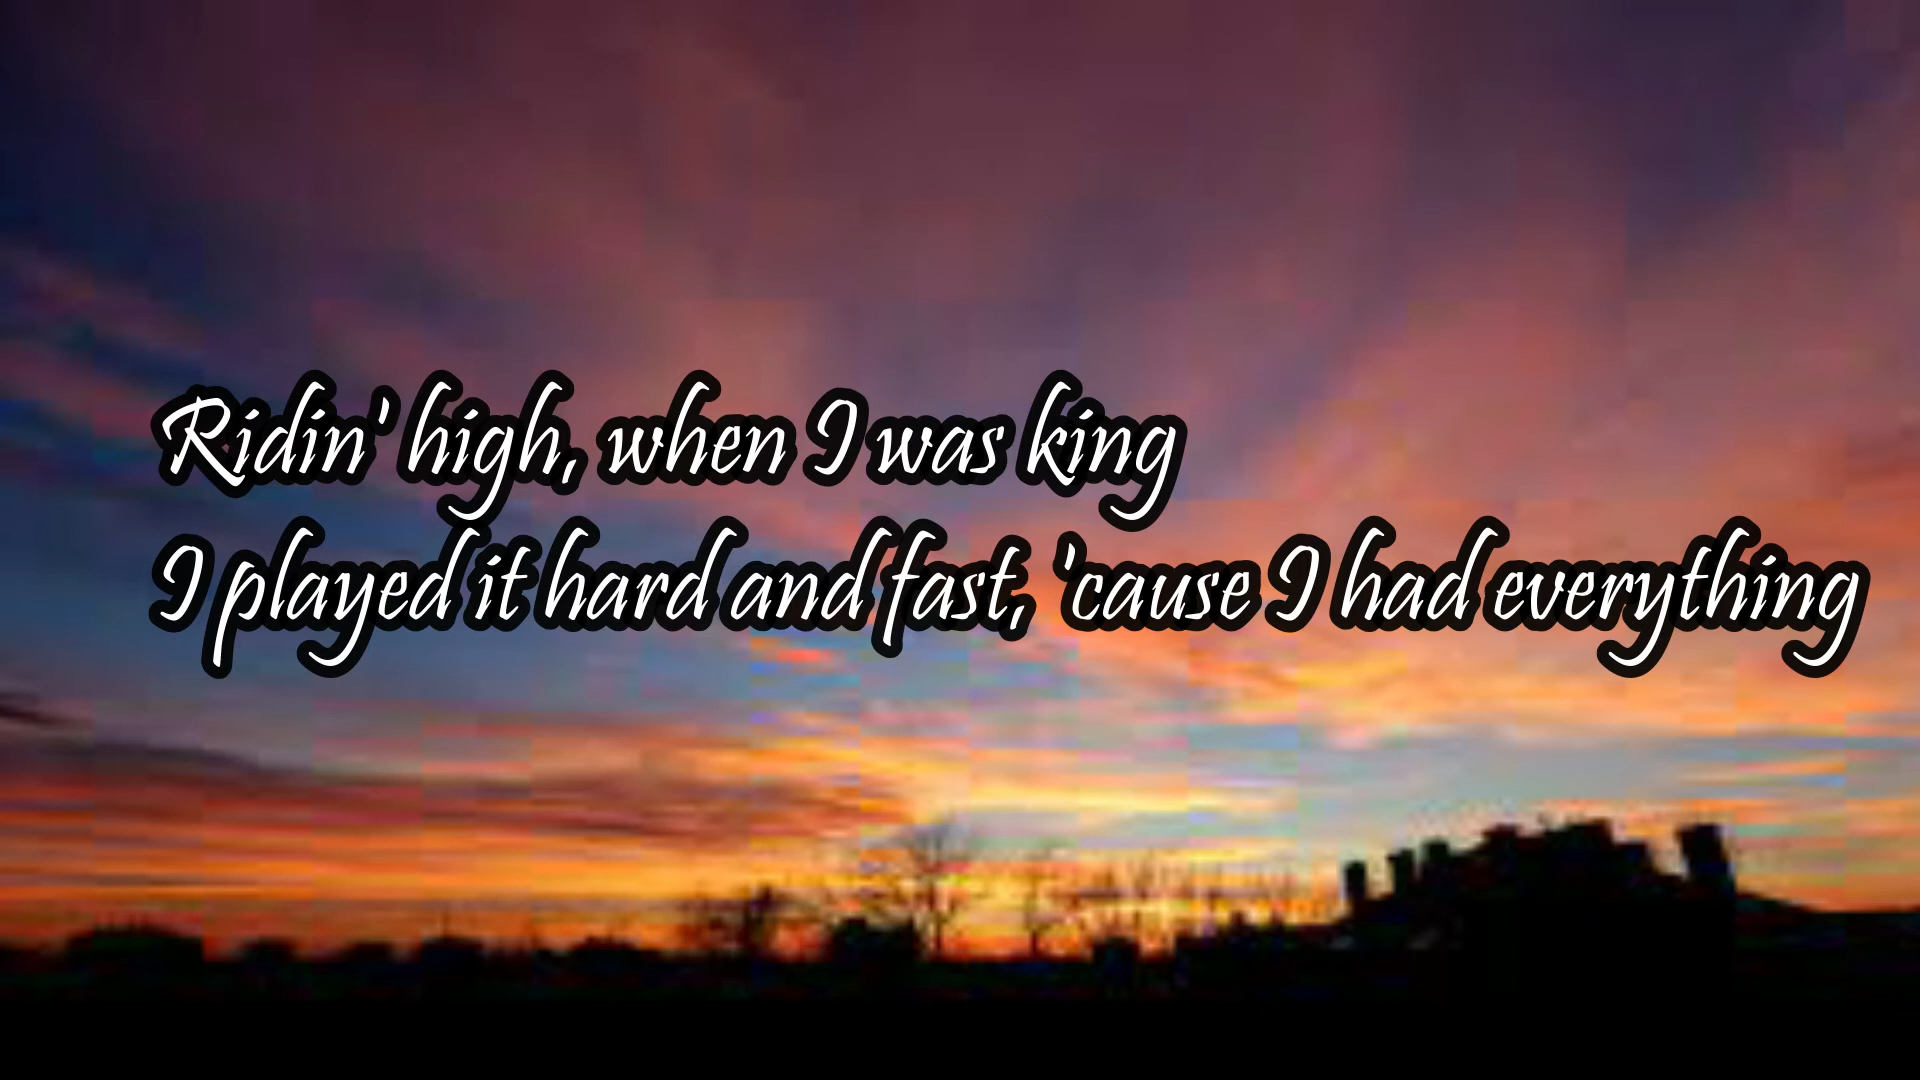 Ridin' high, when I was king
I played it hard and fast, 'cause I had everything